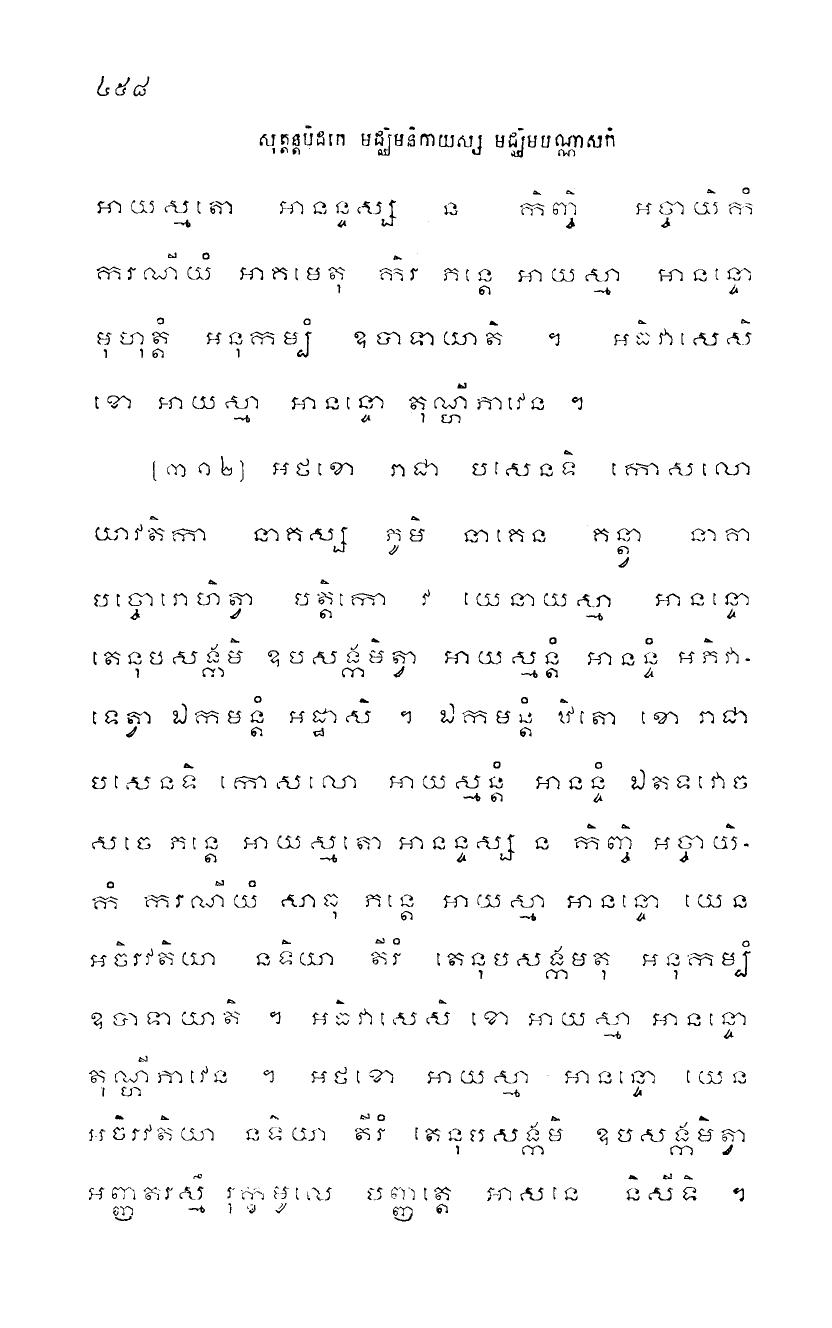 ៤៥៨
សុត្តន្តបិដកេ មជ្ឈិមនិកាយស្ស មជ្ឈិមបណ្ណាសកំ
អាយស្មតោ អានន្ទស្ស ន កិញ្ចិ អច្ចាយិកំ
ករណីយំ អាគមេតុ កិរ ភន្តេ អាយស្មា អានន្ទោ
មុហុត្តំ អនុកម្បំ ឧបាទាយាតិ ។ អធិវាសេសិ
ខោ អាយស្មា អានន្ទោ តុណ្ហីភាវេន ។
[៣១២] អថខោ រាជា បសេនទិ កោសលោ
យាវតិកា នាគស្ស ភូមិ នាគេន គន្ត្វា នាគា
បច្ចោរោហិត្វា បត្តិកោ វ យេនាយស្មា អានន្ទោ
តេនុបសង្កមិ ឧបសង្កមិត្វា អាយស្មន្តំ អានន្ទំ អភិវា-
ទេត្វា ឯកមន្តំ អដ្ឋាសិ ។ ឯកមន្តំ ឋិតោ ខោ រាជា
បសេនទិ កោសលោ អាយស្មន្តំ អានន្ទំ ឯតទវោច
សចេ ភន្តេ អាយស្មតោ អានន្ទស្ស ន កិញ្ចិ អច្ចាយិ-
កំ ករណីយំ សាធុ ភន្តេ អាយស្មា អានន្ទោ យេន
អចិរវតិយា នទិយា តីរំ តេនុបសង្កមតុ អនុកម្បំ
ឧបាទាយាតិ ។ អធិវាសេសិ ខោ អាយស្មា អានន្ទោ
តុណ្ហីភាវេន ។ អថខោ អាយស្មា អានន្ទោ យេន
អចិរវតិយា នទិយា តីរំ តេនុបសង្កមិ ឧបសង្កមិត្វា
អញ្ញតរស្មឹ រុក្ខមូលេ បញ្ញត្តេ អាសនេ និសីទិ ។